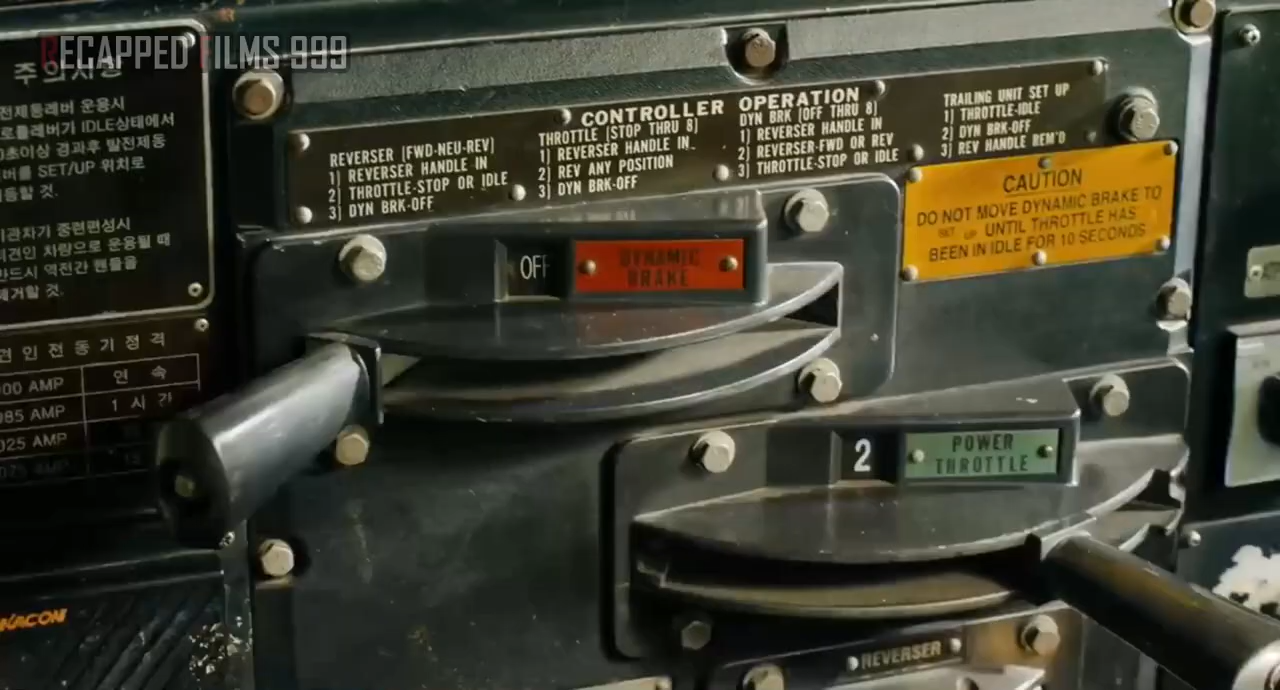 RECAPPED FILMS 999
주의사항
전제동레버 운용시
로틀레버가 IDLE상태에서
0초이상 경과후 발전제동
버를 SET/UP 위치로
동할 것.
기관차기 중련편성시
견인 차량으로 운용될 때
반드시 역전간 핸들을
제거할 것.
견인전동기정격
000 AMP 연 속
085 AMP 1 시 간
025 AMP
075 AMP
NACON
CONTROLLER OPERATION
REVERSER [FWD-NEU-REV]
1] REVERSER HANDLE IN
2] THROTTLE-STOP OR IDLE
3] DYN BRK-OFF
THROTTLE [STOP THRU 8]
1] REVERSER HANDLE IN
2] REV ANY POSITION
3] DYN BRK-OFF
DYN BRK [OFF THRU 8]
1] REVERSER HANDLE IN
2] REVERSER-FWD OR REV
3] THROTTLE-STOP OR IDLE
TRAILING UNIT SET UP
1] THROTTLE-IDLE
2] DYN BRK-OFF
3] REV HANDLE REM'D
CAUTION
DO NOT MOVE DYNAMIC BRAKE TO
SET UP UNTIL THROTTLE HAS
BEEN IN IDLE FOR 10 SECONDS
OFF
DYNAMIC
BRAKE
2
POWER
THROTTLE
REVERSER